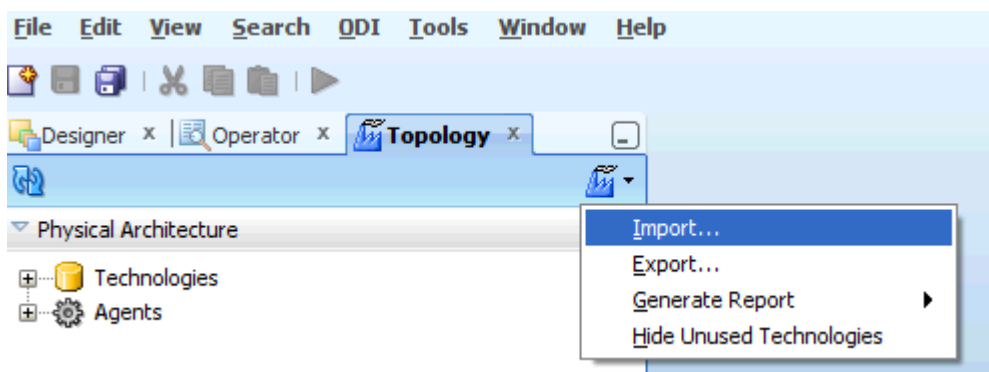 File Edit View Search ODI Tools Window Help
Designer x Operator x Topology x
Physical Architecture
Import...
Technologies
Export...
Agents
Generate Report
Hide Unused Technologies